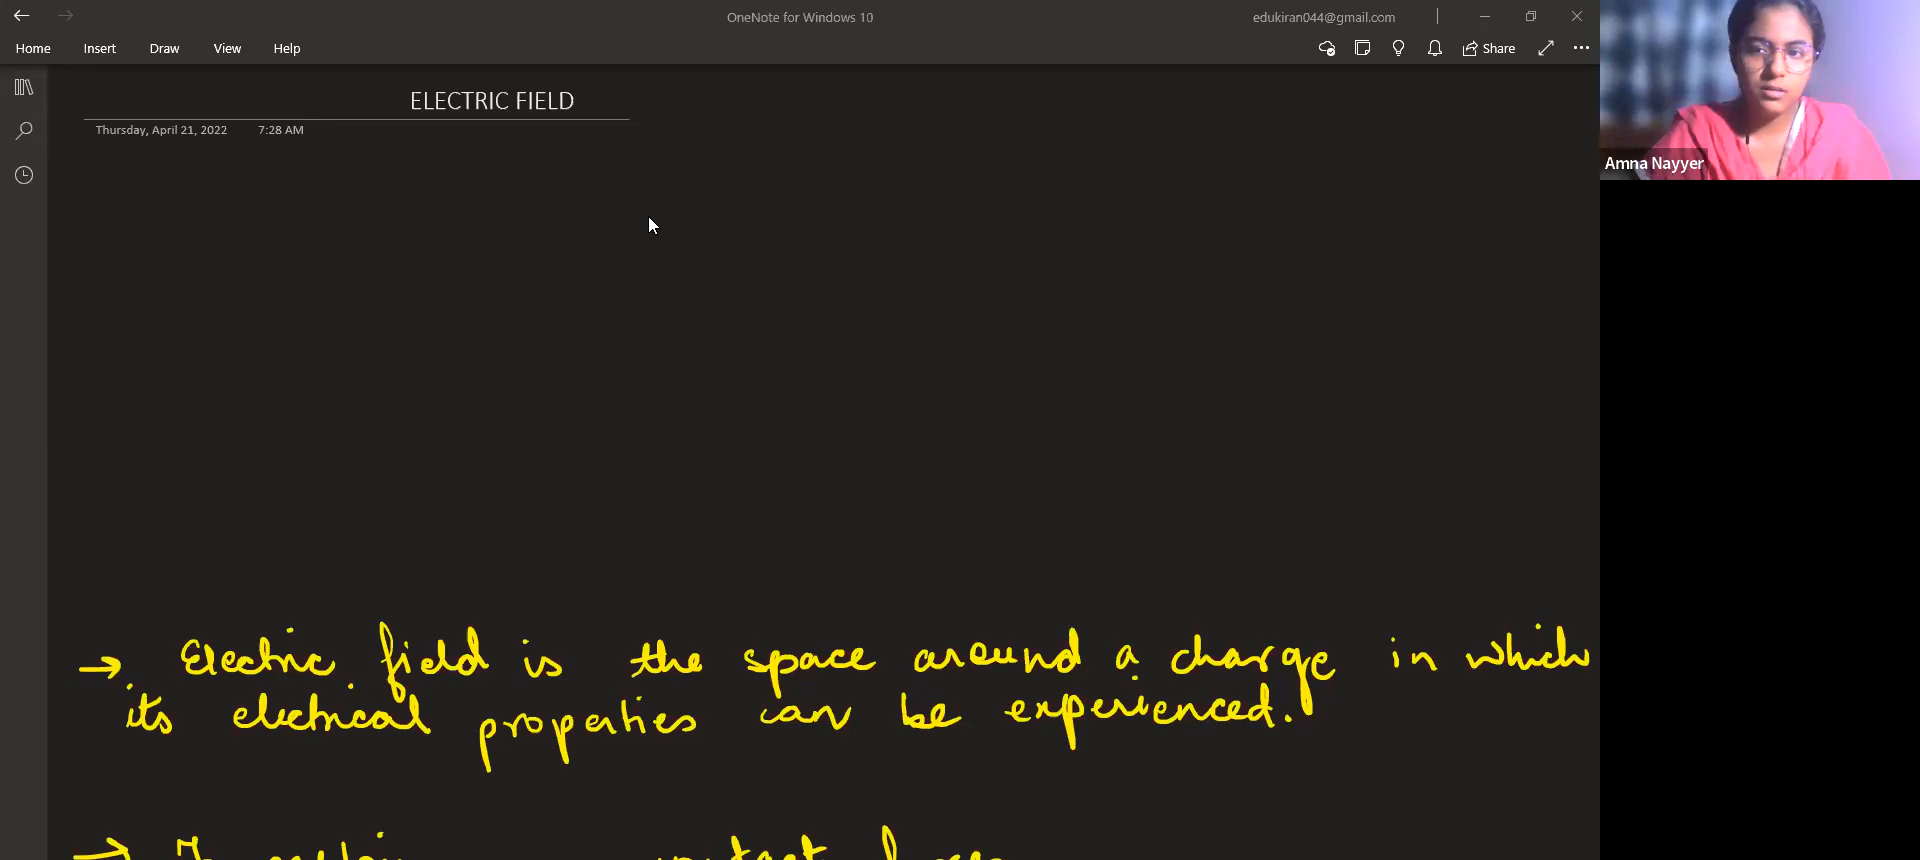 OneNote for Windows 10
edukiran044@gmail.com
Home Insert Draw View Help
Share
Amna Nayyer
ELECTRIC FIELD
Thursday, April 21, 2022 7:28 AM
→ Electric field is the space around a charge in which
its electrical properties can be experienced.